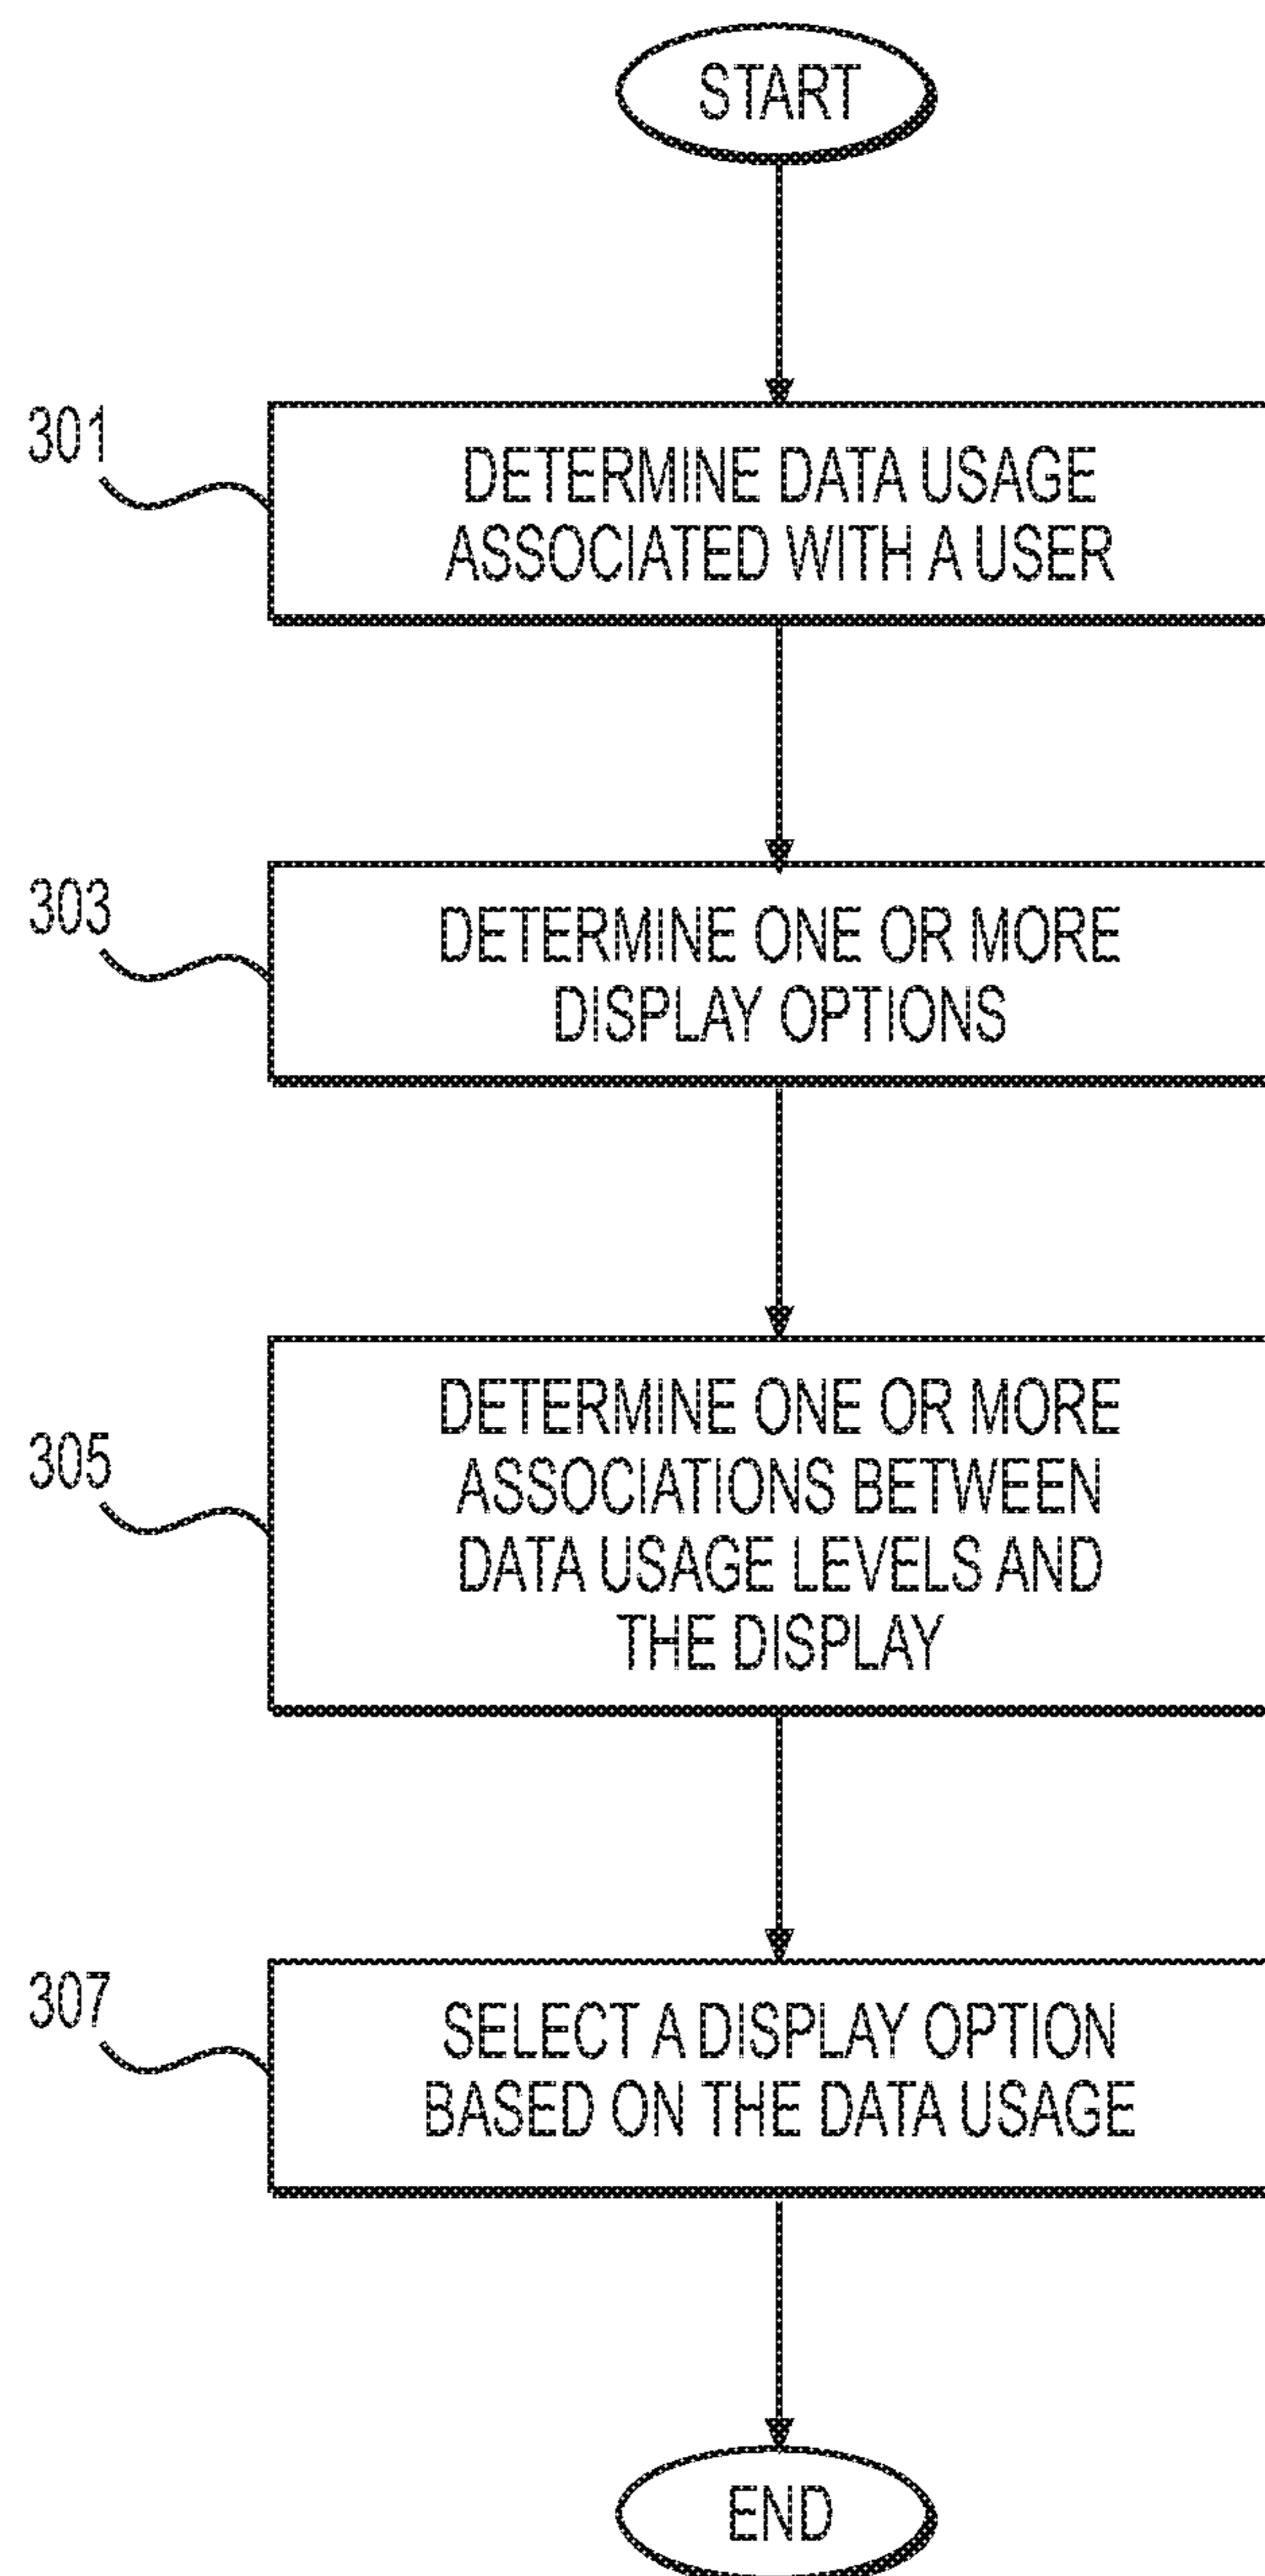 START
301
DETERMINE DATA USAGE
ASSOCIATED WITH A USER
303
DETERMINE ONE OR MORE
DISPLAY OPTIONS
305
DETERMINE ONE OR MORE
ASSOCIATIONS BETWEEN
DATA USAGE LEVELS AND
THE DISPLAY
307
SELECT A DISPLAY OPTION
BASED ON THE DATA USAGE
END